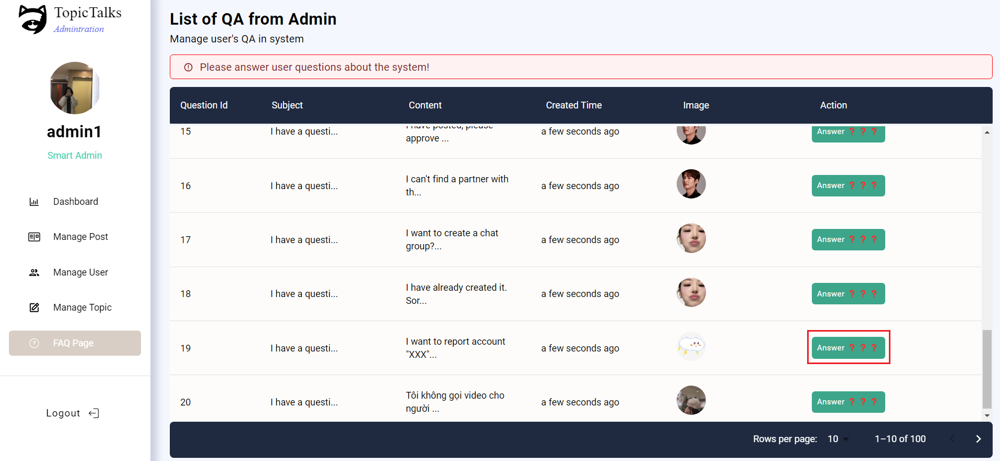 TopicTalks
Admintration
admin1
Smart Admin
Dashboard
Manage Post
Manage User
Manage Topic
FAQ Page
Logout
List of QA from Admin
Manage user's QA in system
Please answer user questions about the system!
Question Id Subject Content Created Time Image Action
15 I have a questi... I have posted, please approve ... a few seconds ago Answer ❓❓❓
16 I have a questi... I can't find a partner with th... a few seconds ago Answer ❓❓❓
17 I have a questi... I want to create a chat group?... a few seconds ago Answer ❓❓❓
18 I have a questi... I have already created it. Sor... a few seconds ago Answer ❓❓❓
19 I have a questi... I want to report account "XXX"... a few seconds ago Answer ❓❓❓
20 I have a questi... Tôi không gọi video cho người ... a few seconds ago Answer ❓❓❓
Rows per page: 10 1–10 of 100